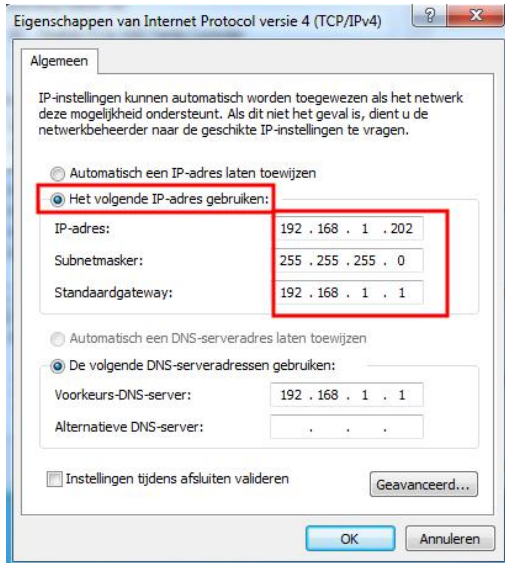 Eigenschappen van Internet Protocol versie 4 (TCP/IPv4)
Algemeen
IP-instellingen kunnen automatisch worden toegewezen als het netwerk
deze mogelijkheid ondersteunt. Als dit niet het geval is, dient u de
netwerkbeheerder naar de geschikte IP-instellingen te vragen.
Automatisch een IP-adres laten toewijzen
Het volgende IP-adres gebruiken:
IP-adres: 192 . 168 . 1 . 202
Subnetmasker: 255 . 255 . 255 . 0
Standaardgateway: 192 . 168 . 1 . 1
Automatisch een DNS-serveradres laten toewijzen
De volgende DNS-serveradressen gebruiken:
Voorkeurs-DNS-server: 192 . 168 . 1 . 1
Alternatieve DNS-server: . . .
Instellingen tijdens afsluiten valideren
Geavanceerd...
OK Annuleren